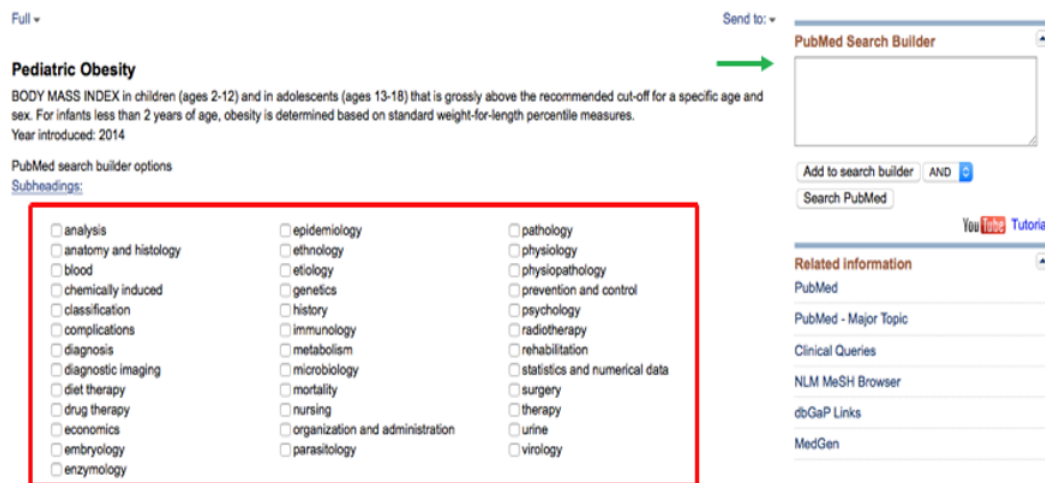 Full
Send to:
Pediatric Obesity
BODY MASS INDEX in children (ages 2-12) and in adolescents (ages 13-18) that is grossly above the recommended cut-off for a specific age and
sex. For infants less than 2 years of age, obesity is determined based on standard weight-for-length percentile measures.
Year introduced: 2014
PubMed search builder options
Subheadings:
analysis
anatomy and histology
blood
chemically induced
classification
complications
diagnosis
diagnostic imaging
diet therapy
drug therapy
economics
embryology
enzymology
epidemiology
ethnology
etiology
genetics
history
immunology
metabolism
microbiology
mortality
nursing
organization and administration
parasitology
pathology
physiology
physiopathology
prevention and control
psychology
radiotherapy
rehabilitation
statistics and numerical data
surgery
therapy
urine
virology
PubMed Search Builder
Add to search builder AND
Search PubMed
YouTube Tutoria
Related information
PubMed
PubMed - Major Topic
Clinical Queries
NLM MeSH Browser
dbGaP Links
MedGen